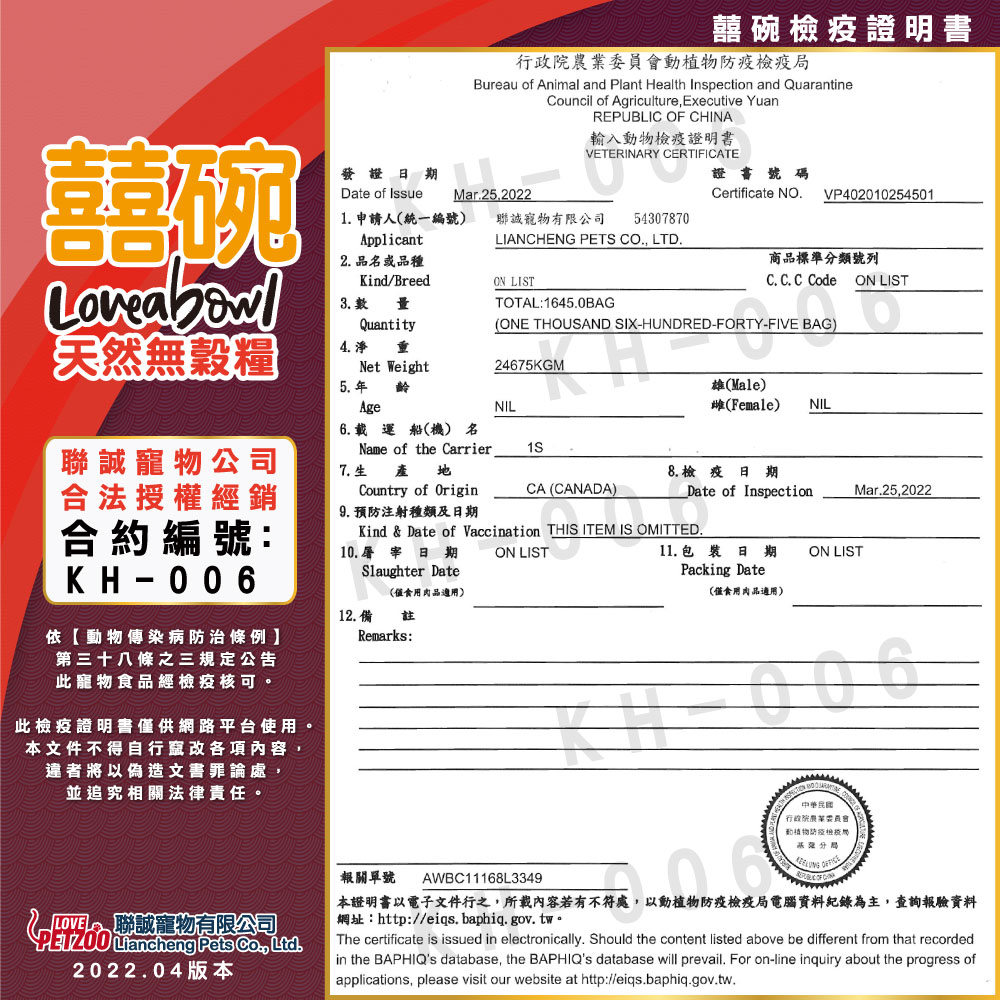 囍碗檢疫證明書
囍碗
Loveabowl
天然無穀糧
聯誠寵物公司
合法授權經銷
合約編號:
KH-006
依【動物傳染病防治條例】
第三十八條之三規定公告
此寵物食品經檢疫核可。
此檢疫證明書僅供網路平台使用。
本文件不得自行竄改各項內容,
違者將以偽造文書罪論處,
並追究相關法律責任。
LOVE PETZOO
聯誠寵物有限公司
Liancheng Pets Co., Ltd.
2022.04版本
行政院農業委員會動植物防疫檢疫局
Bureau of Animal and Plant Health Inspection and Quarantine
Council of Agriculture,Executive Yuan
REPUBLIC OF CHINA
輸入動物檢疫證明書
VETERINARY CERTIFICATE
發證日期 證書號碼
Date of Issue Mar.25,2022 Certificate NO. VP402010254501
1.申請人(統一編號) 聯誠寵物有限公司 54307870
Applicant LIANCHENG PETS CO., LTD.
2.品名或品種 商品標準分類號列
Kind/Breed ON LIST C.C.C Code ON LIST
3.數量 TOTAL:1645.0BAG
Quantity (ONE THOUSAND SIX-HUNDRED-FORTY-FIVE BAG)
4.淨重
Net Weight 24675KGM
5.年齡 雄(Male)
Age NIL 雌(Female) NIL
6.載運船(機)名
Name of the Carrier 1S
7.生產地 8.檢疫日期
Country of Origin CA (CANADA) Date of Inspection Mar.25,2022
9.預防注射種類及日期
Kind & Date of Vaccination THIS ITEM IS OMITTED.
10.屠宰日期 ON LIST 11.包裝日期 ON LIST
Slaughter Date Packing Date
(僅食用肉品適用) (僅食用肉品適用)
12.備註
Remarks:
KH-006
KH-006
KH-006
KH-006
KH-006
BUREAU OF ANIMAL AND PLANT HEALTH INSPECTION AND QUARANTINE, COUNCIL OF AGRICULTURE, EXECUTIVE YUAN
中華民國
行政院農業委員會
動植物防疫檢疫局
基隆分局
KEELUNG OFFICE
REPUBLIC OF CHINA
報關單號 AWBC11168L3349
本證明書以電子文件行之,所載內容若有不符處,以動植物防疫檢疫局電腦資料紀錄為主,查詢報驗資料
網址:http://eiqs.baphiq.gov.tw。
The certificate is issued in electronically. Should the content listed above be different from that recorded
in the BAPHIQ's database, the BAPHIQ's database will prevail. For on-line inquiry about the progress of
applications, please visit our website at http://eiqs.baphiq.gov.tw.